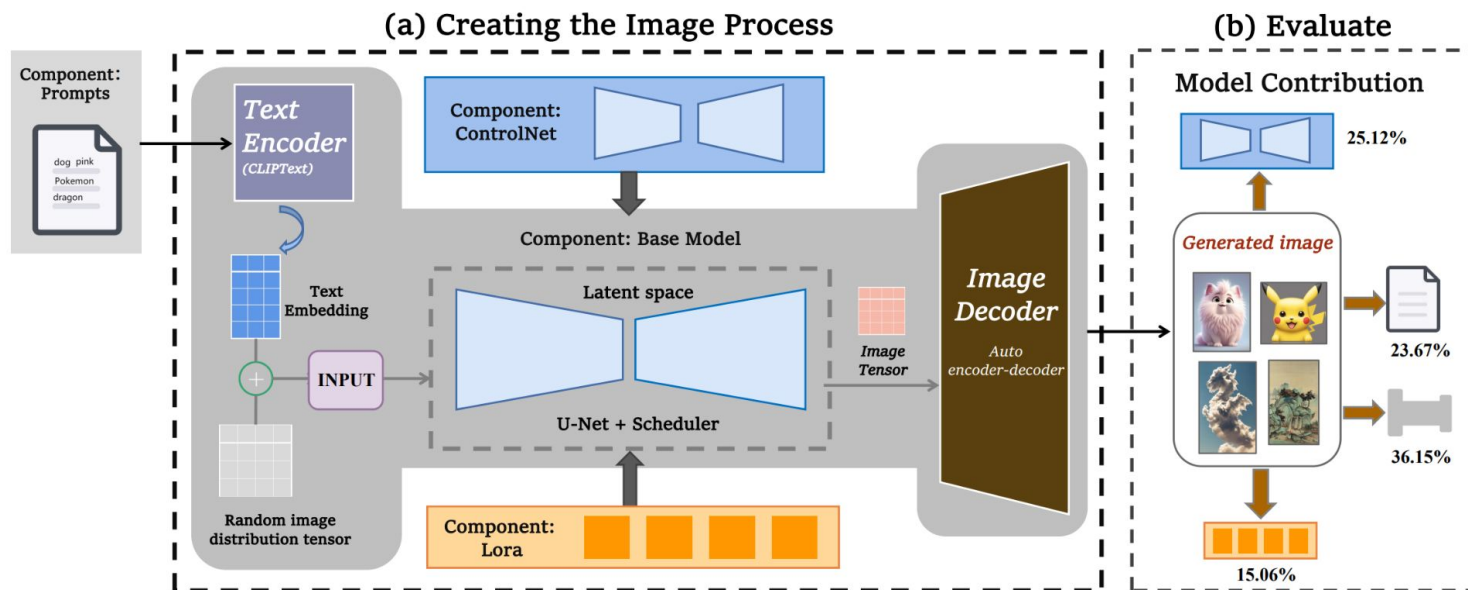 (a) Creating the Image Process
(b) Evaluate
Component:
Prompts
dog pink
Pokemon
dragon
Text
Encoder
(CLIPText)
Text
Embedding
+
INPUT
Random image
distribution tensor
Component:
ControlNet
Component: Base Model
Latent space
U-Net + Scheduler
Component:
Lora
Image
Tensor
Image
Decoder
Auto
encoder-decoder
Model Contribution
25.12%
Generated image
23.67%
36.15%
15.06%